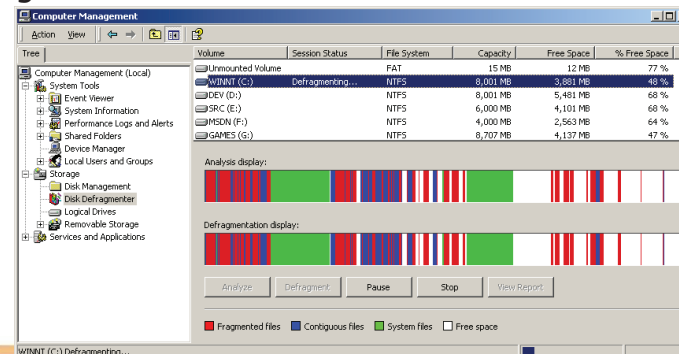 Computer Management
Action View
Tree
Computer Management (Local)
System Tools
Event Viewer
System Information
Performance Logs and Alerts
Shared Folders
Device Manager
Local Users and Groups
Storage
Disk Management
Disk Defragmenter
Logical Drives
Removable Storage
Services and Applications
Volume Session Status File System Capacity Free Space % Free Space
Unmounted Volume FAT 15 MB 12 MB 77 %
WINNT (C:) Defragmenting... NTFS 8,001 MB 3,881 MB 48 %
DEV (D:) NTFS 8,001 MB 5,481 MB 68 %
SRC (E:) NTFS 6,000 MB 4,101 MB 68 %
MSDN (F:) NTFS 4,000 MB 2,563 MB 64 %
GAMES (G:) NTFS 8,707 MB 4,137 MB 47 %
Analysis display:
Defragmentation display:
Analyze Defragment Pause Stop View Report
Fragmented files Contiguous files System files Free space
WINNT (C:) Defragmenting...